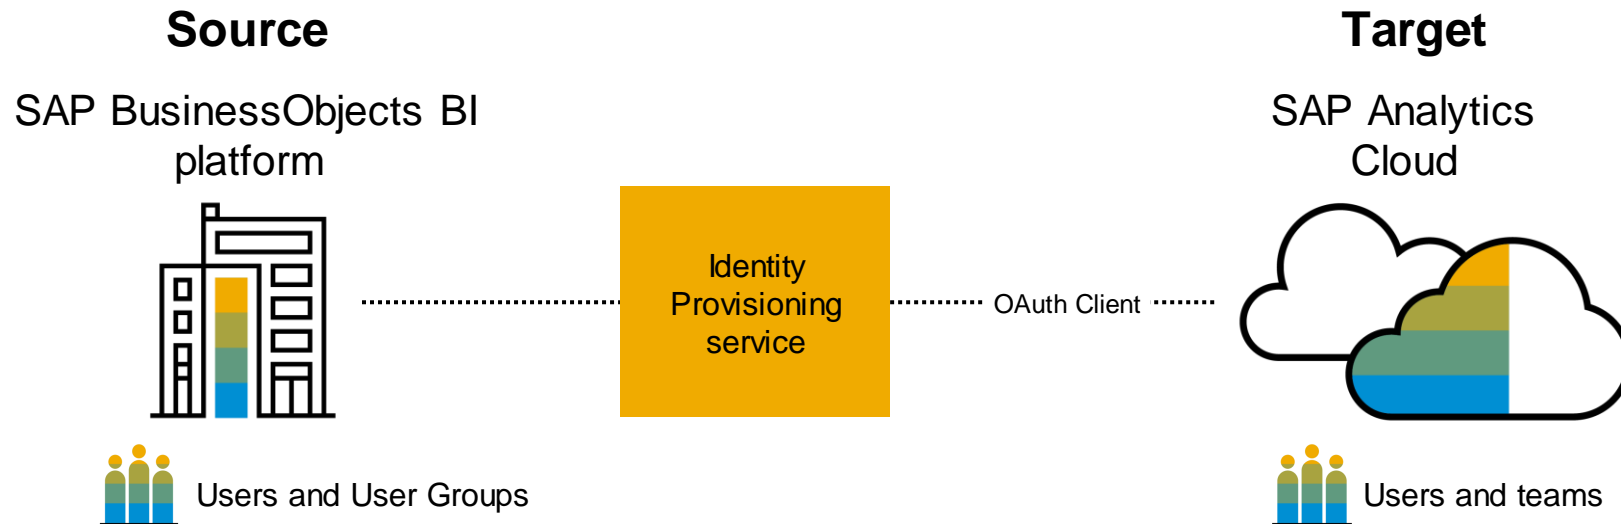 Source
SAP BusinessObjects BI
platform
Users and User Groups
Identity
Provisioning
service
OAuth Client
Target
SAP Analytics
Cloud
Users and teams